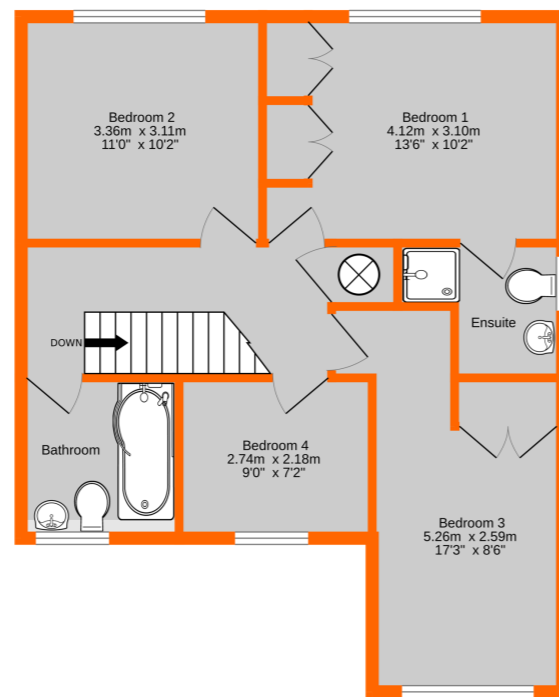 Bedroom 2
3.36m x 3.11m
11'0" x 10'2"
Bedroom 1
4.12m x 3.10m
13'6" x 10'2"
Ensuite
DOWN
Bathroom
Bedroom 4
2.74m x 2.18m
9'0" x 7'2"
Bedroom 3
5.26m x 2.59m
17'3" x 8'6"